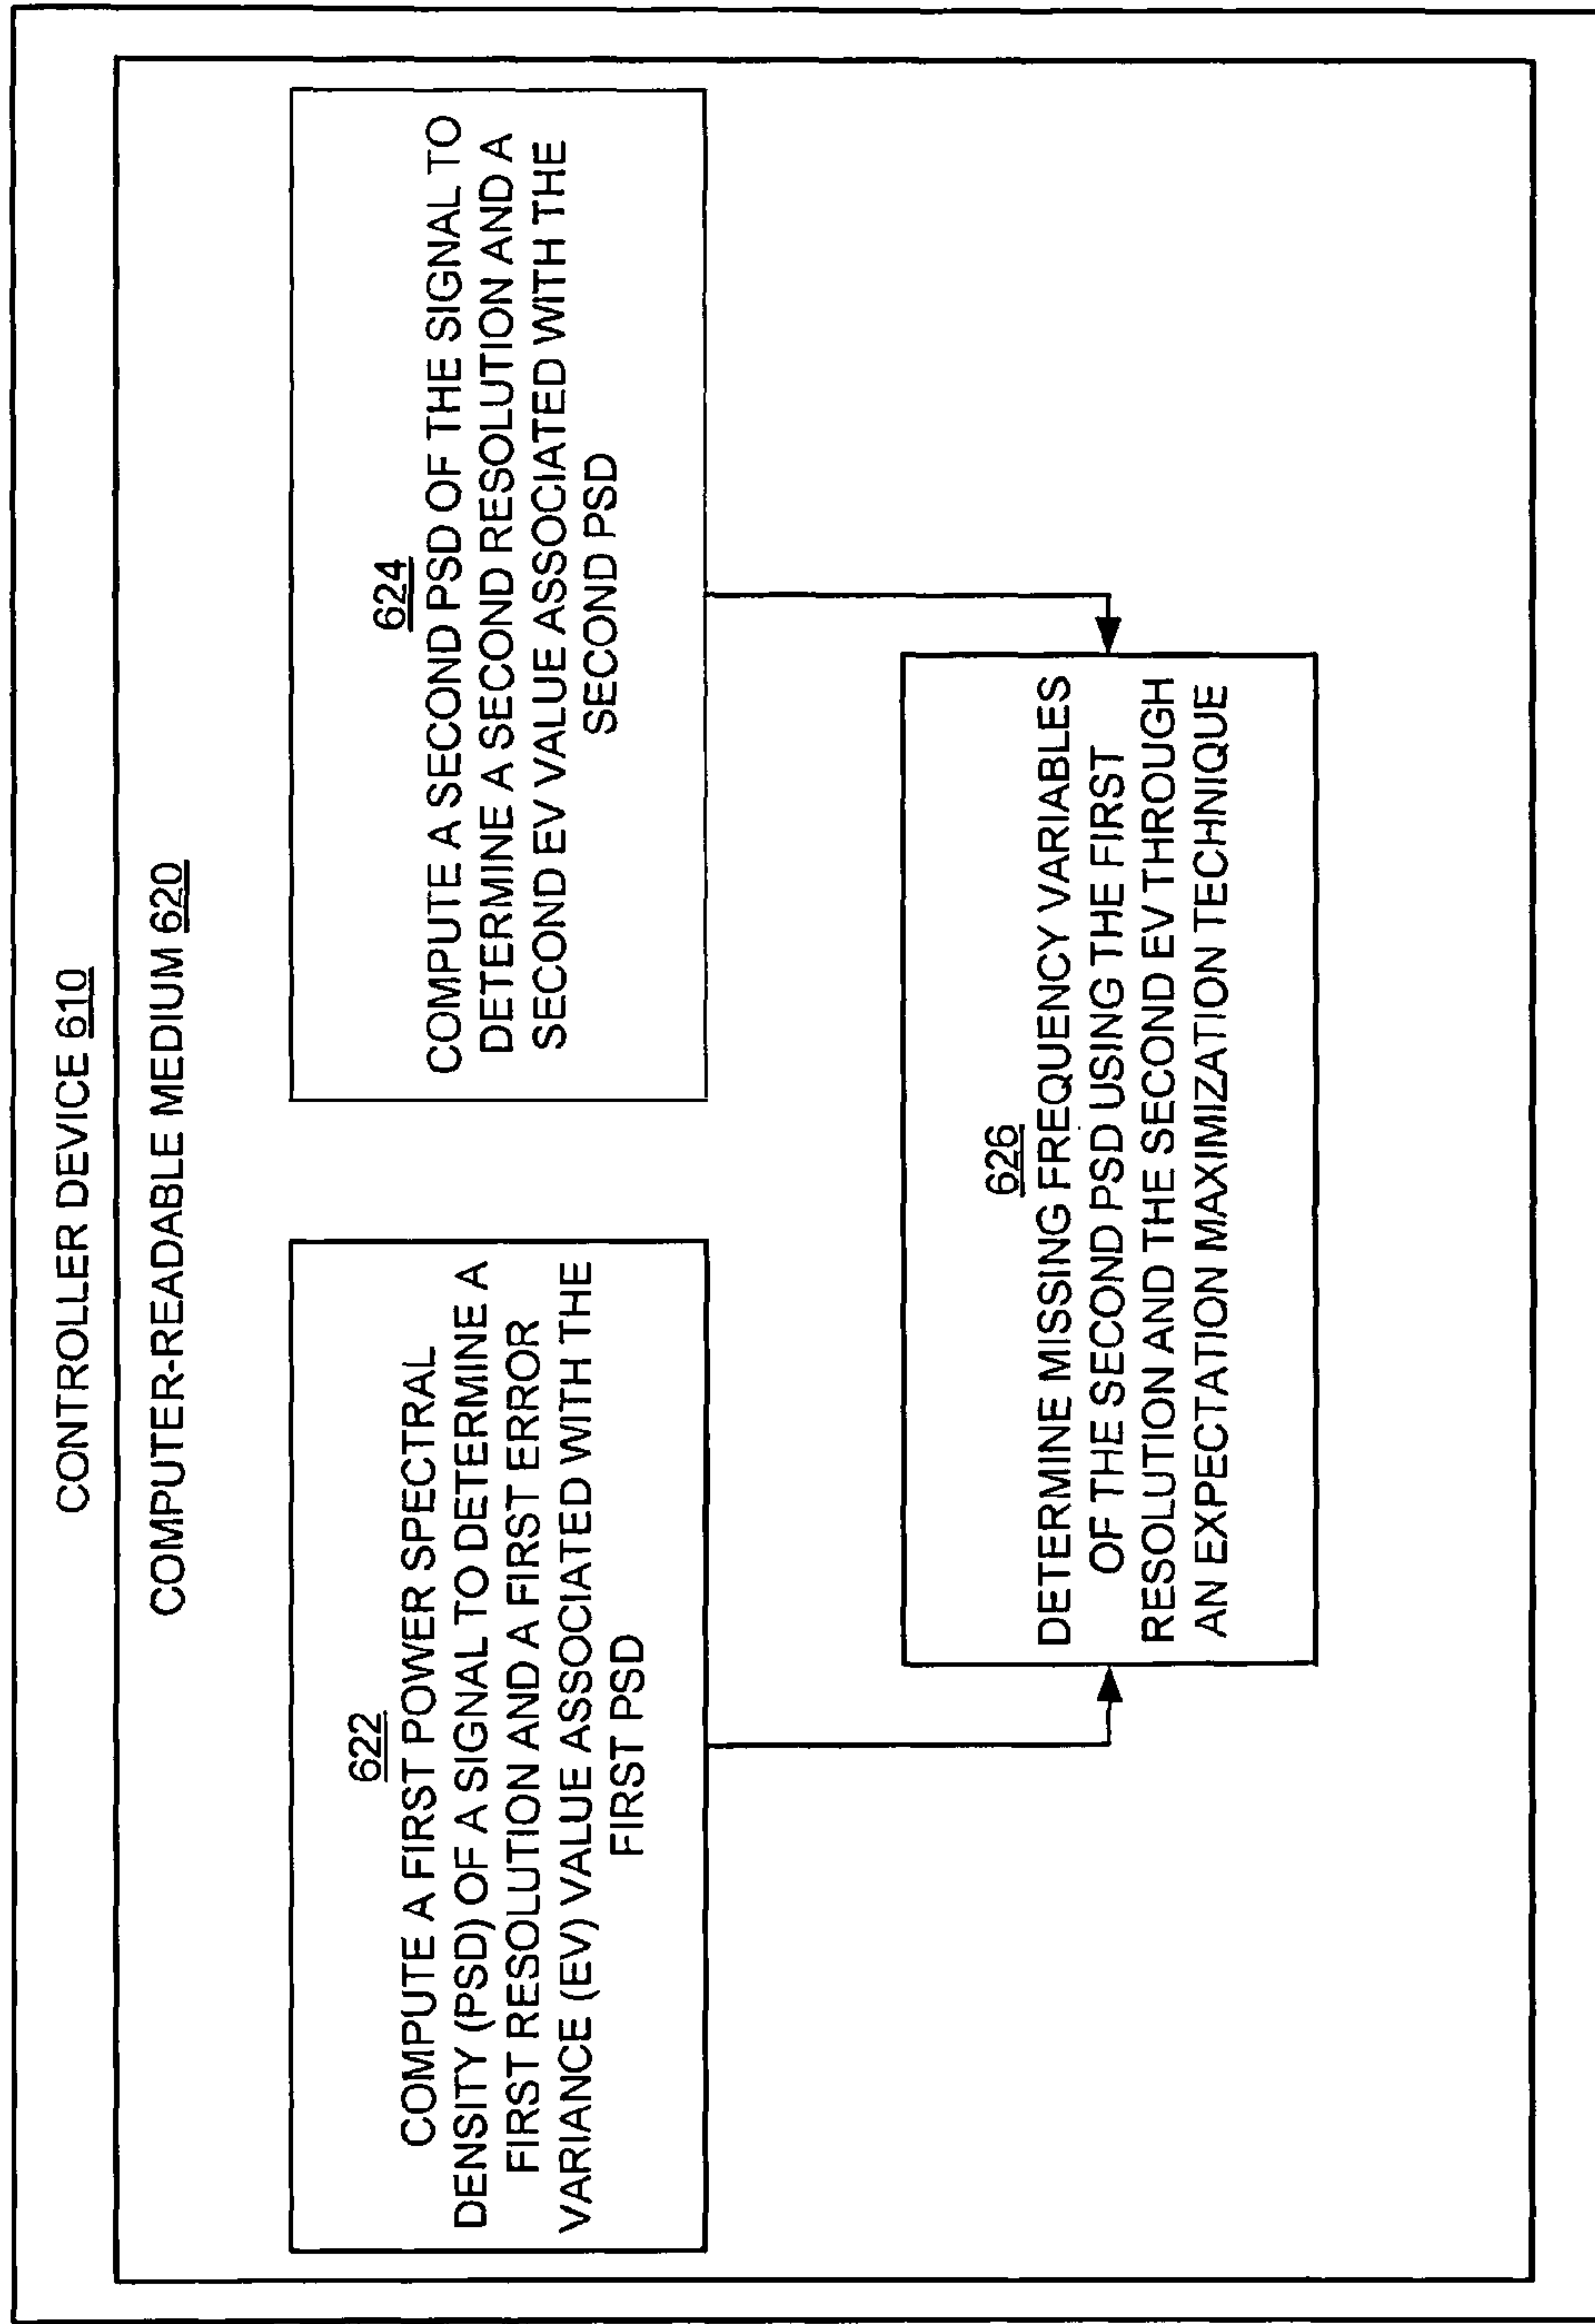 CONTROLLER DEVICE 610
COMPUTER-READABLE MEDIUM 620
622
COMPUTE A FIRST POWER SPECTRAL
DENSITY (PSD) OF A SIGNAL TO DETERMINE A
FIRST RESOLUTION AND A FIRST ERROR
VARIANCE (EV) VALUE ASSOCIATED WITH THE
FIRST PSD
624
COMPUTE A SECOND PSD OF THE SIGNAL TO
DETERMINE A SECOND RESOLUTION AND A
SECOND EV VALUE ASSOCIATED WITH THE
SECOND PSD
626
DETERMINE MISSING FREQUENCY VARIABLES
OF THE SECOND PSD USING THE FIRST
RESOLUTION AND THE SECOND EV THROUGH
AN EXPECTATION MAXIMIZATION TECHNIQUE